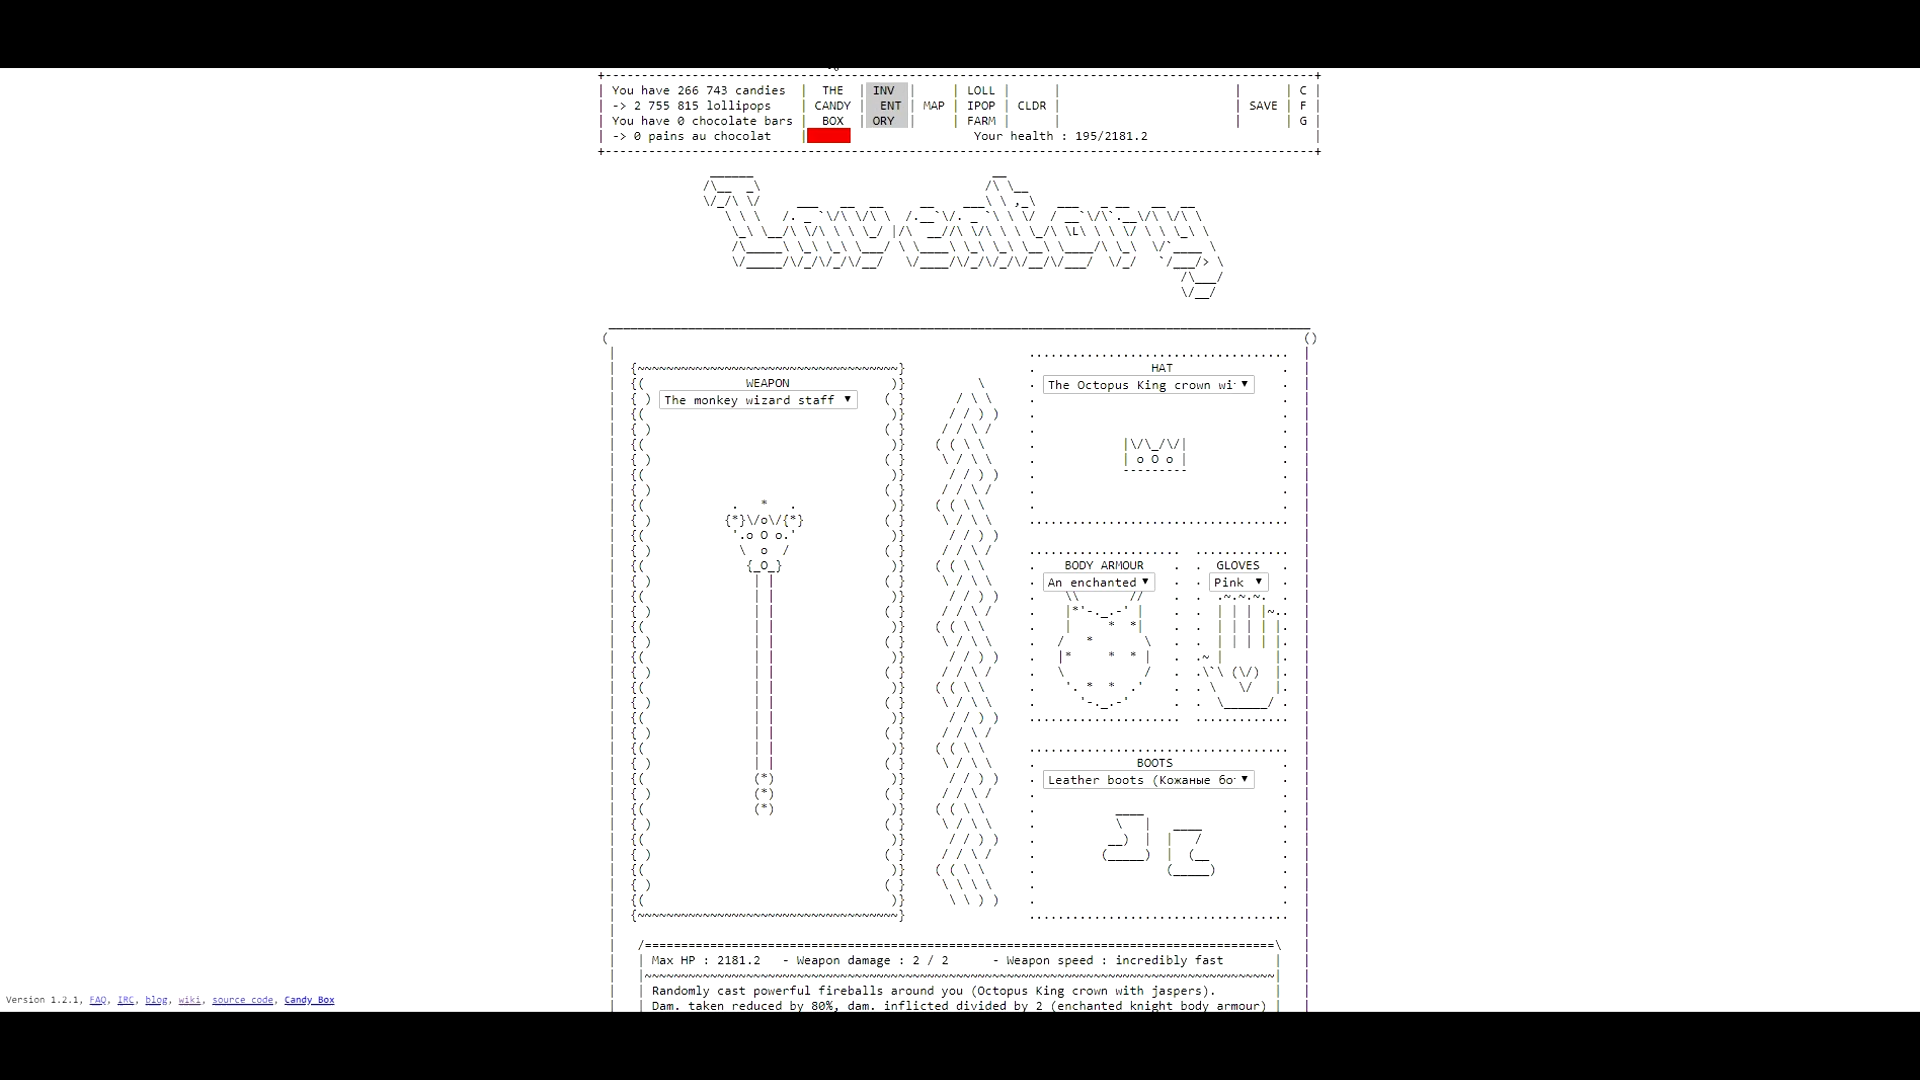 You have 266 743 candies THE INV LOLL C
-> 2 755 815 lollipops CANDY ENT MAP IPOP CLDR SAVE F
You have 0 chocolate bars BOX ORY FARM G
-> 0 pains au chocolat Your health : 195/2181.2
Inventory
WEAPON
The monkey wizard staff
HAT
The Octopus King crown wi
BODY ARMOUR
An enchanted
GLOVES
Pink
BOOTS
Leather boots (Кожаные бо
Max HP : 2181.2 - Weapon damage : 2 / 2 - Weapon speed : incredibly fast
Randomly cast powerful fireballs around you (Octopus King crown with jaspers).
Dam. taken reduced by 80%, dam. inflicted divided by 2 (enchanted knight body armour)
Version 1.2.1, FAQ, IRC, blog, wiki, source code, Candy Box